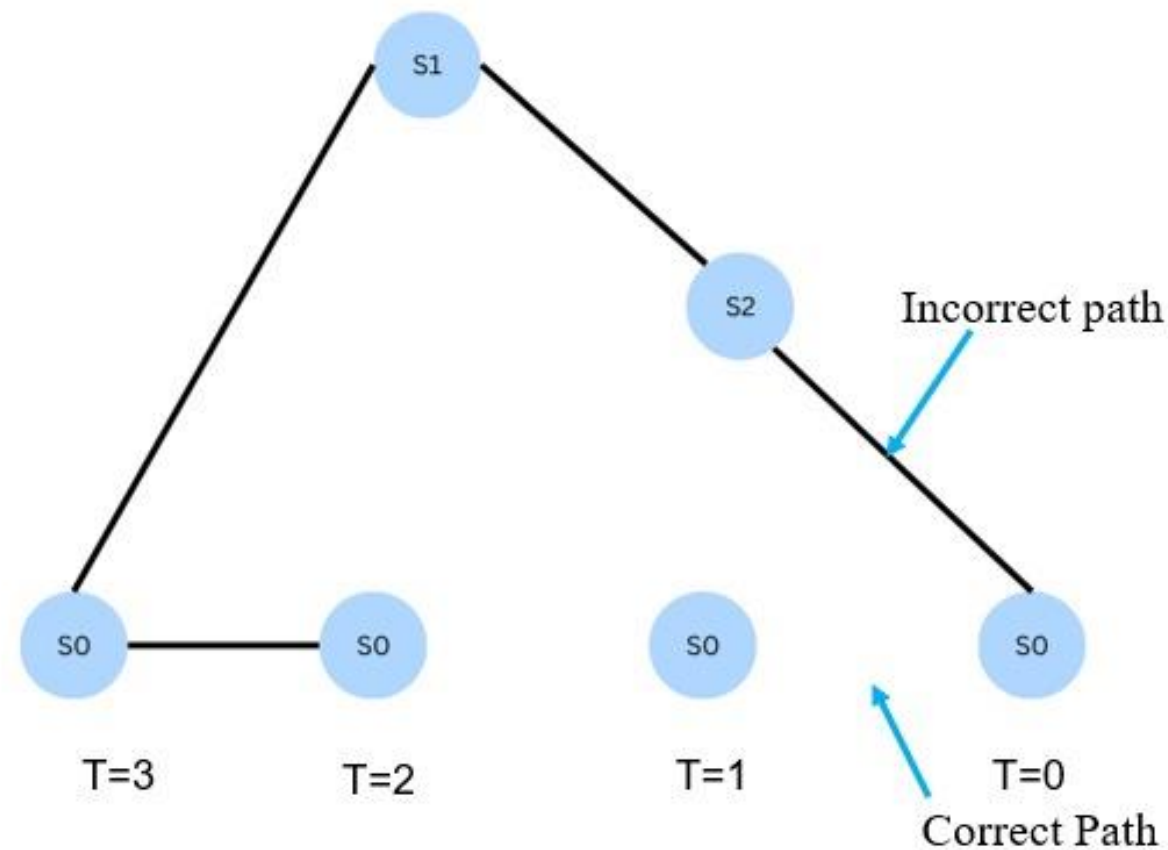 S1
S2
Incorrect path
S0
S0
S0
S0
T=3
T=2
T=1
T=0
Correct Path